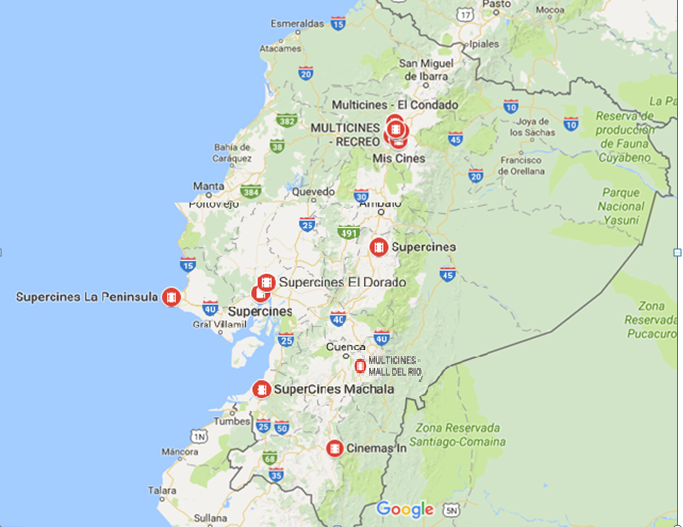 Pasto
Mocoa
17
Esmeraldas
15
Atacames
Ipiales
20
San Miguel
de Ibarra
La Pa
Multicines - El Condado
10
Reserva de
producción
de Fauna
Cuyabeno
382
MULTICINES
- RECREO
Joya de
los Sachas
10
38
45
Bahía de
Caráquez
Mis Cines
Francisco
de Orellana
20
Manta
384
Quevedo
30
Parque
Nacional
Yasuní
Portoviejo
Ambato
25
491
Supercines
15
45
Supercines El Dorado
Supercines La Peninsula
40
Supercines
Zona
Reservada
Pucacuro
Gral Villamil
40
25
40
Cuenca
MULTICINES
MALL DEL RIO
SuperCines Machala
Tumbes
25
50
Zona Reservada
Santiago-Comaina
1N
Máncora
68
Cinemas In
35
Talara
Google
5N
Sullana